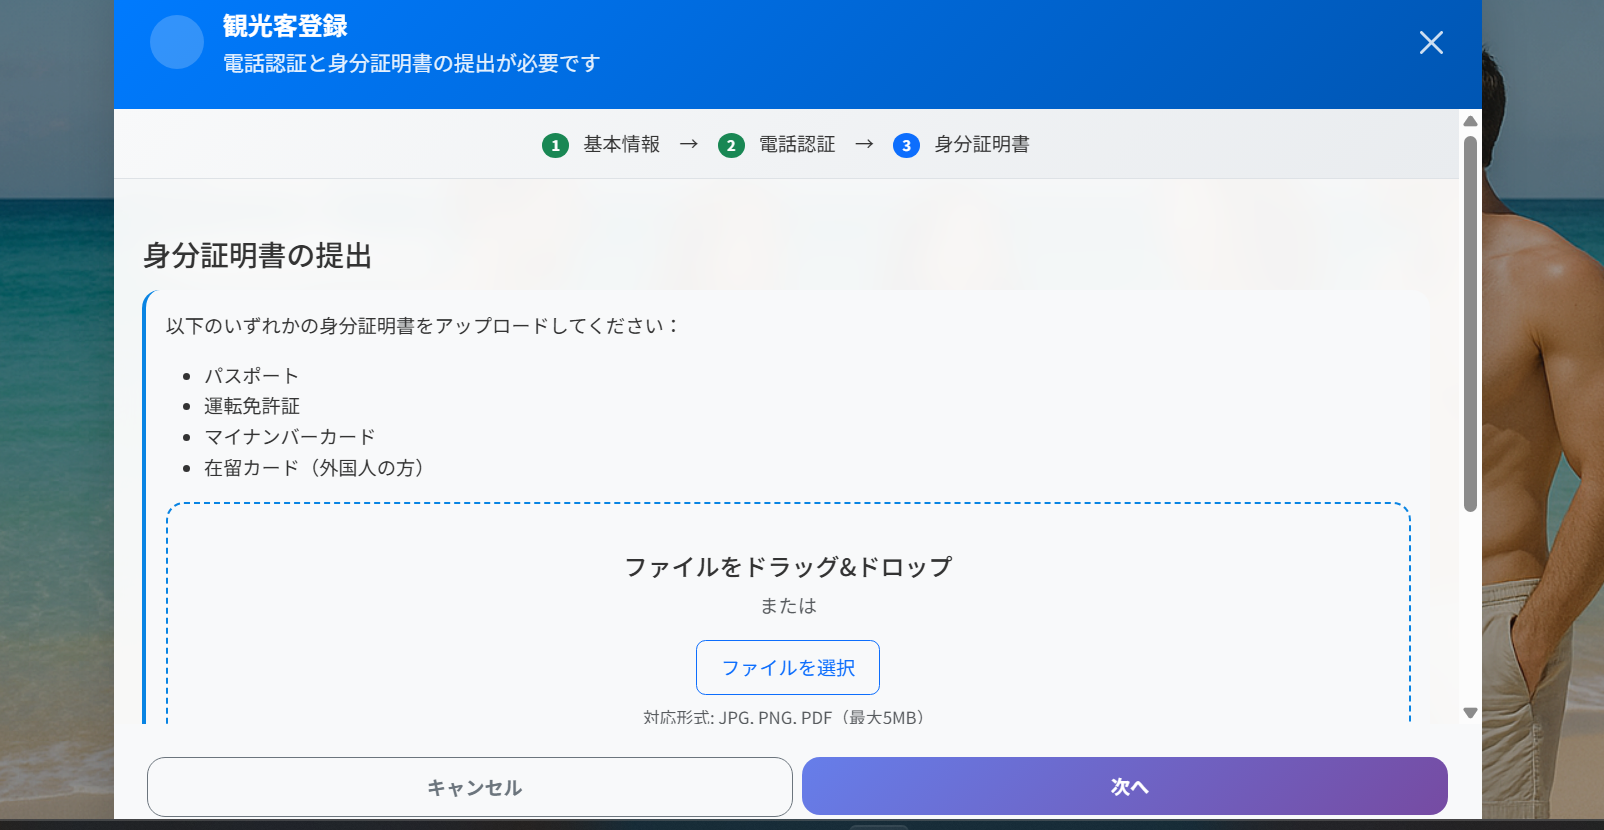 観光客登録
電話認証と身分証明書の提出が必要です
1 基本情報 → 2 電話認証 → 3 身分証明書
身分証明書の提出
以下のいずれかの身分証明書をアップロードしてください：
• パスポート
• 運転免許証
• マイナンバーカード
• 在留カード（外国人の方）
ファイルをドラッグ&ドロップ
または
ファイルを選択
対応形式: JPG, PNG, PDF（最大5MB）
キャンセル
次へ